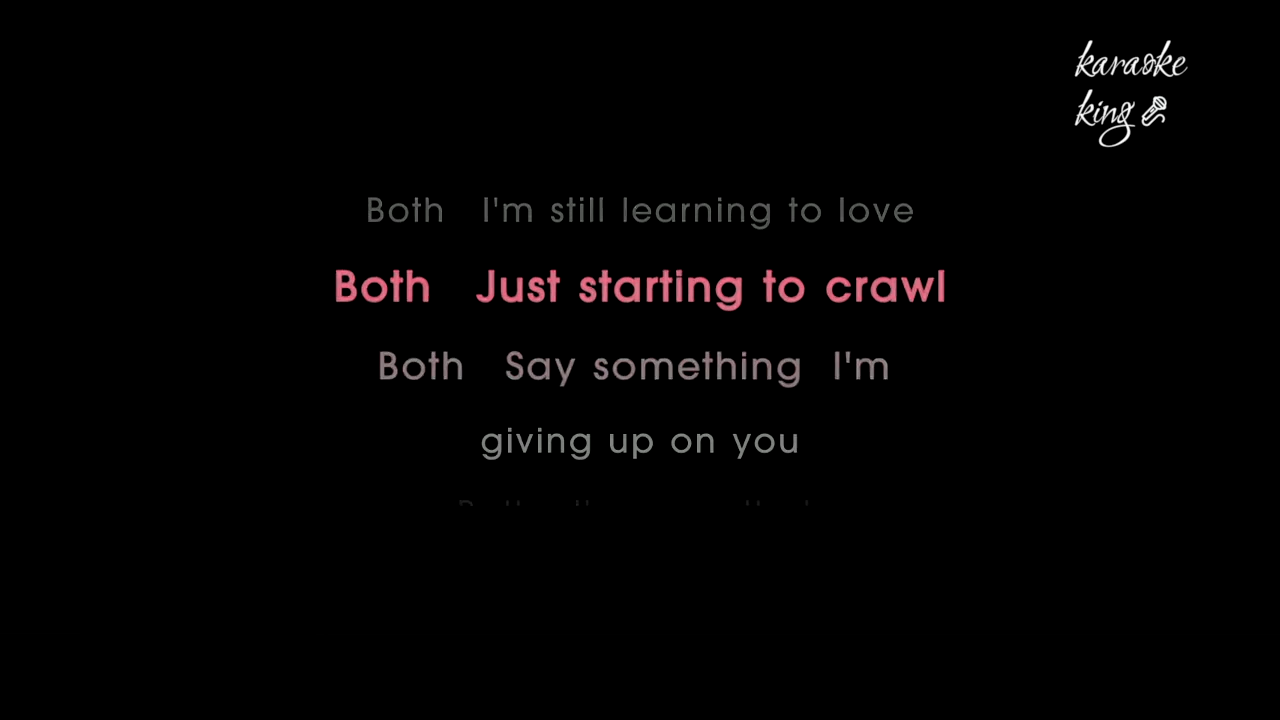 karaoke
king
Both I'm still learning to love
Both Just starting to crawl
Both Say something I'm
giving up on you